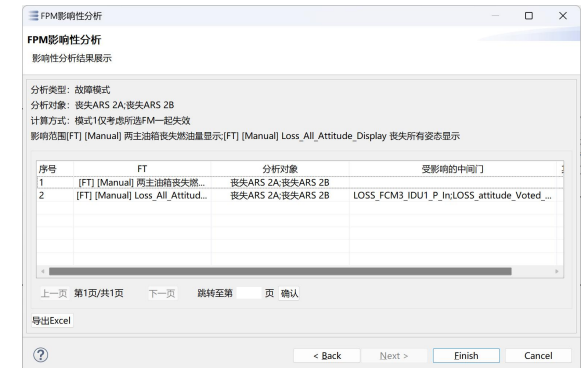 FPM影响性分析
FPM影响性分析
影响性分析结果展示
分析类型: 故障模式
分析对象: 丧失ARS 2A;丧失ARS 2B
计算方式: 模式1仅考虑所选FM一起失效
影响范围[FT] [Manual] 两主油箱丧失燃油量显示;[FT] [Manual] Loss_All_Attitude_Display 丧失所有姿态显示
序号 FT 分析对象 受影响的中间门
1 [FT] [Manual] 两主油箱丧失燃... 丧失ARS 2A;丧失ARS 2B
2 [FT] [Manual] Loss_All_Attitud... 丧失ARS 2A;丧失ARS 2B LOSS_FCM3_IDU1_P_In;LOSS_attitude_Voted_...
上一页 第1页/共1页 下一页 跳转至第 页 确认
导出Excel
< Back Next > Finish Cancel